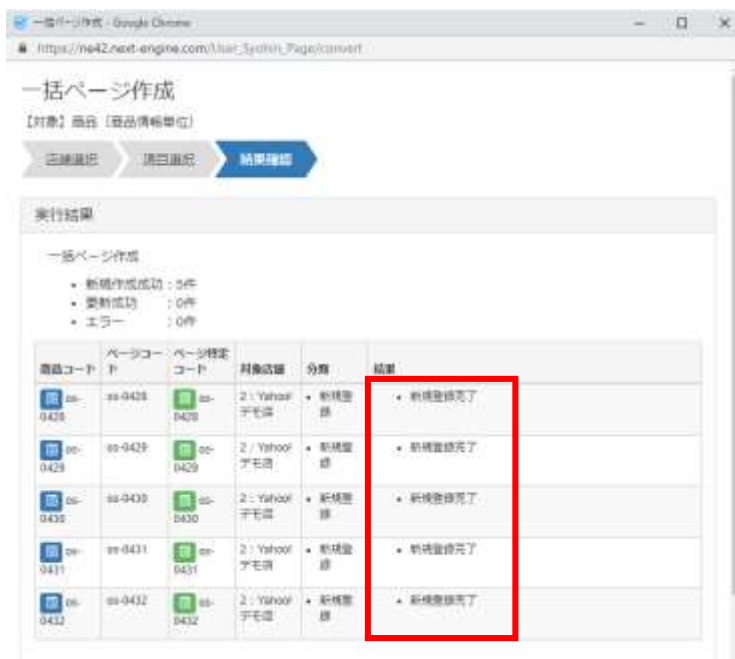 一括ページ作成 - Google Chrome
https://ne42.next-engine.com/User_Syohin_Page/convert
一括ページ作成
【対象】商品（商品情報単位）
店舗選択 項目選択 結果確認
実行結果
一括ページ作成
• 新規作成成功 : 5件
• 更新成功 : 0件
• エラー : 0件
商品コード ページコード ページ特定コード 対象店舗 分類 結果
os-0428 os-0428 os-0428 2 : Yahoo!デモ店 • 新規登録 • 新規登録完了
os-0429 os-0429 os-0429 2 : Yahoo!デモ店 • 新規登録 • 新規登録完了
os-0430 os-0430 os-0430 2 : Yahoo!デモ店 • 新規登録 • 新規登録完了
os-0431 os-0431 os-0431 2 : Yahoo!デモ店 • 新規登録 • 新規登録完了
os-0432 os-0432 os-0432 2 : Yahoo!デモ店 • 新規登録 • 新規登録完了